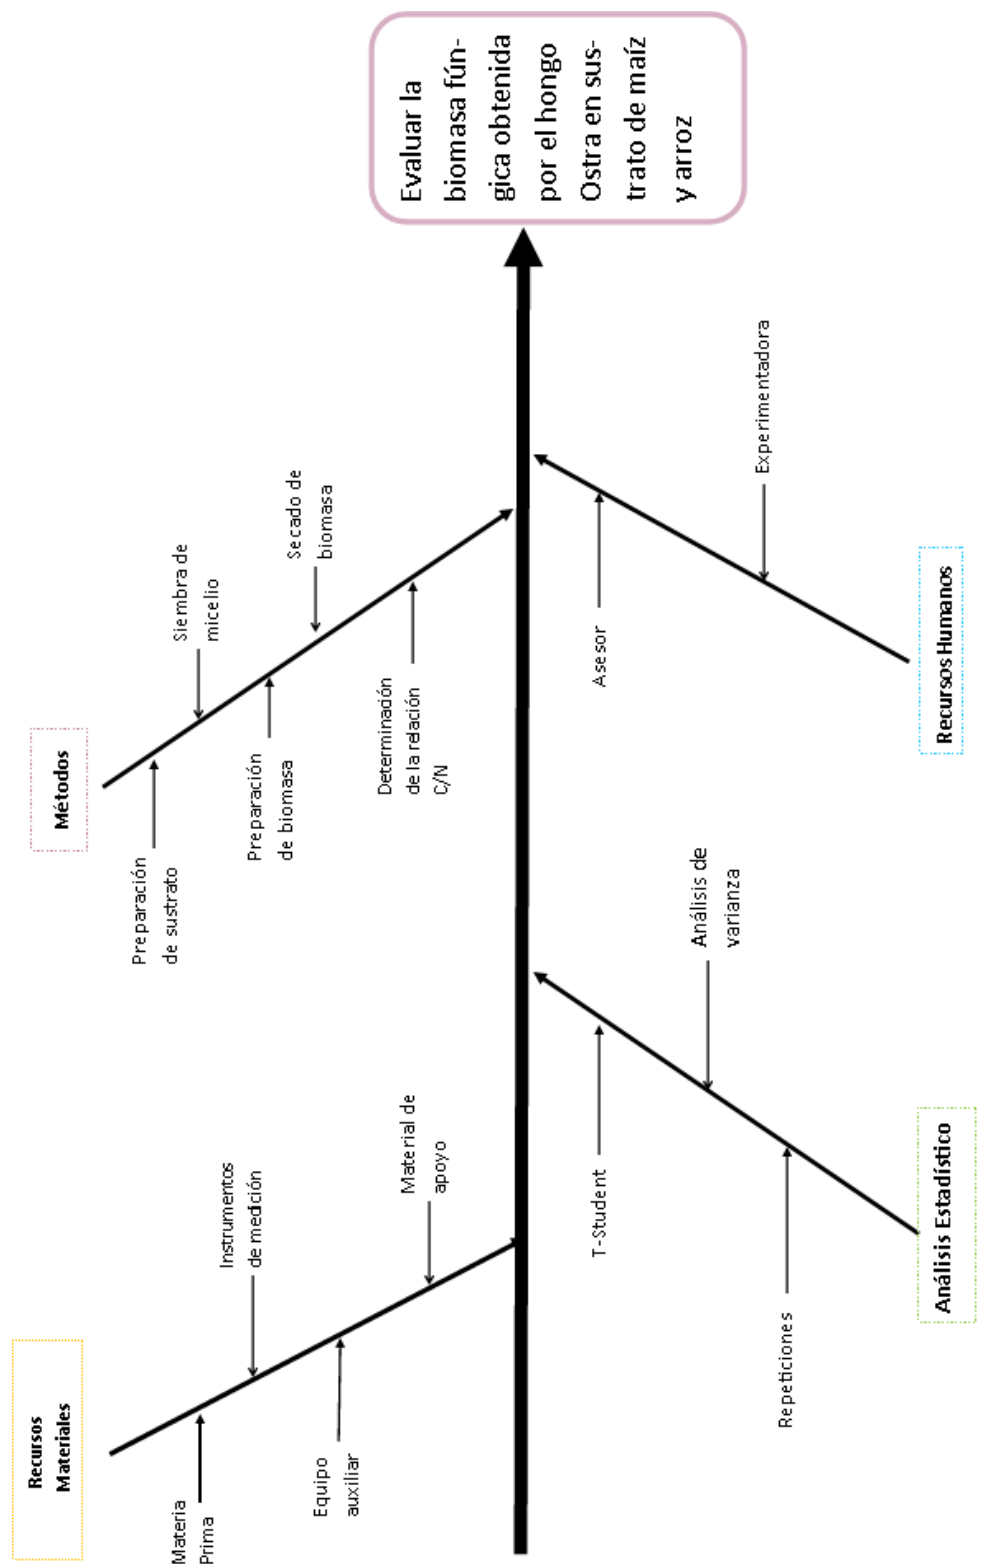 Recursos
Materiales
Materia
Prima
Instrumentos
de medición
Equipo
auxiliar
Material de
apoyo
Métodos
Preparación
de sustrato
Siembra de
micelio
Preparación
de biomasa
Secado de
biomasa
Determinación
de la relación
C/N
Evaluar la
biomasa fún-
gica obtenida
por el hongo
Ostra en sus-
trato de maíz
y arroz
T-Student
Análisis de
varianza
Repeticiones
Análisis Estadístico
Asesor
Experimentadora
Recursos Humanos